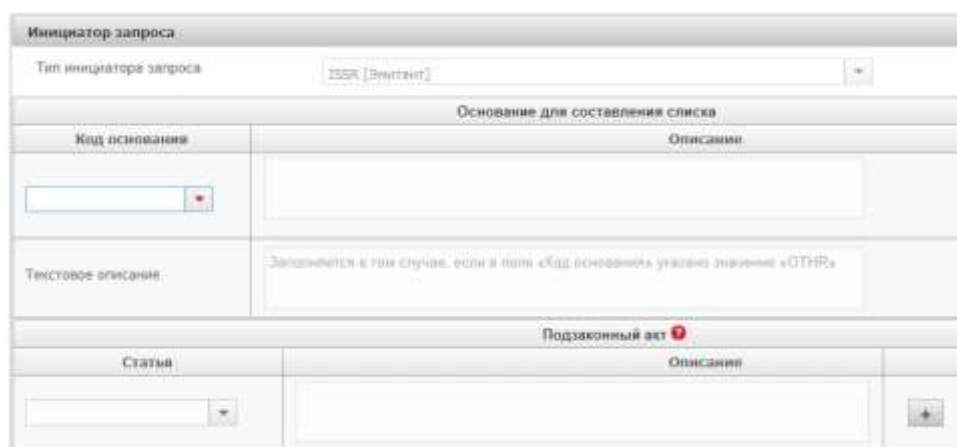 Инициатор запроса
Тип инициатора запроса
ISSR [Эмитент]
Основание для составления списка
Код основания
Описание
Текстовое описание
Заполняется в том случае, если в поле «Код основания» указано значение «OTHR»
Подзаконный акт
Статья
Описание